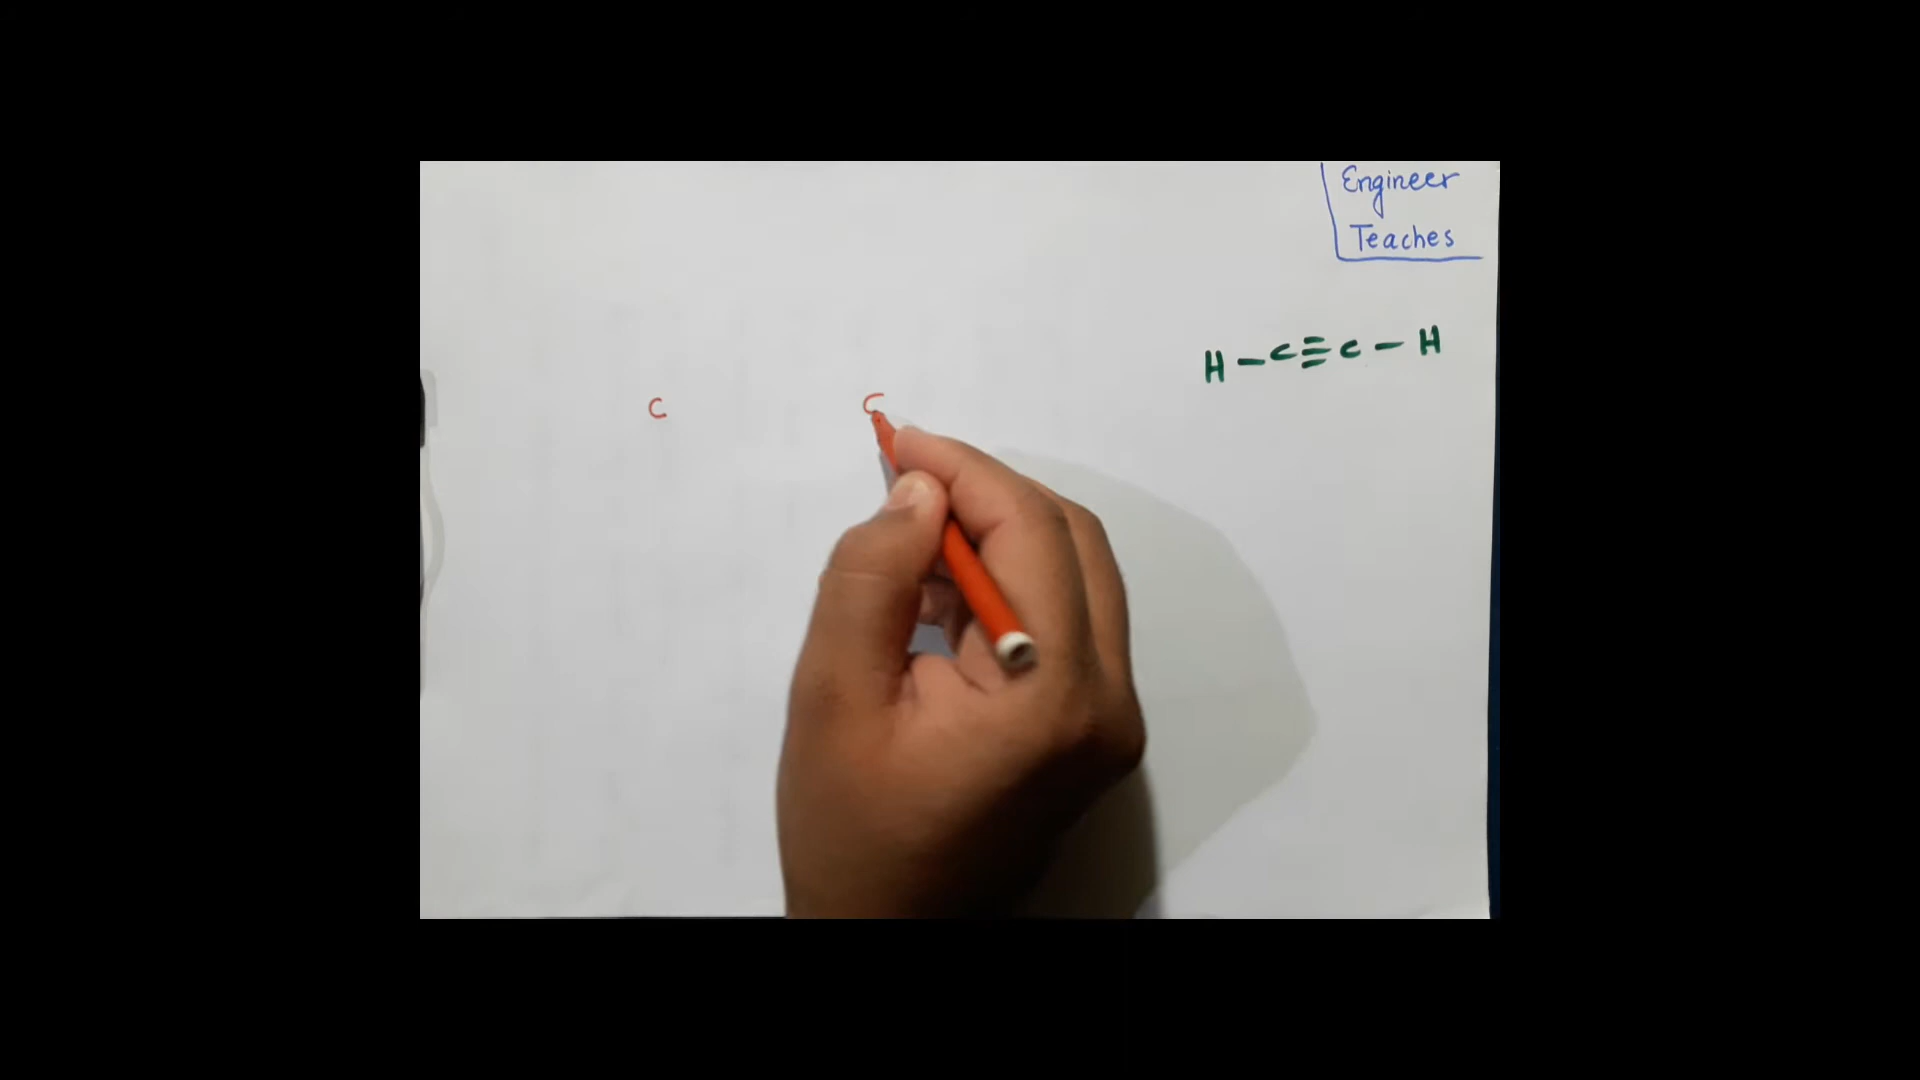 Engineer
Teaches
H – C ≡ C – H
C C